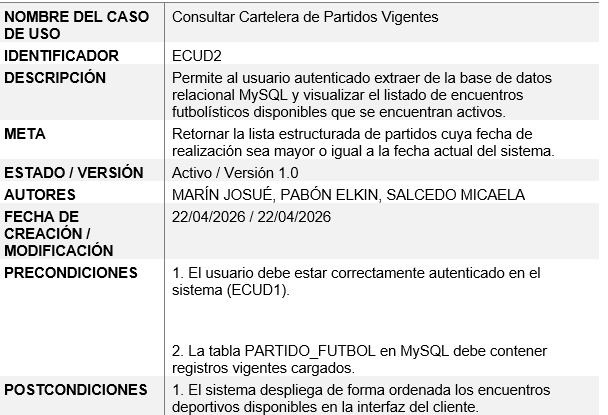 NOMBRE DEL CASO
DE USO
Consultar Cartelera de Partidos Vigentes
IDENTIFICADOR
ECUD2
DESCRIPCIÓN
Permite al usuario autenticado extraer de la base de datos
relacional MySQL y visualizar el listado de encuentros
futbolísticos disponibles que se encuentran activos.
META
Retornar la lista estructurada de partidos cuya fecha de
realización sea mayor o igual a la fecha actual del sistema.
ESTADO / VERSIÓN
Activo / Versión 1.0
AUTORES
MARÍN JOSUÉ, PABÓN ELKIN, SALCEDO MICAELA
FECHA DE
CREACIÓN /
MODIFICACIÓN
22/04/2026 / 22/04/2026
PRECONDICIONES
1. El usuario debe estar correctamente autenticado en el
sistema (ECUD1).
2. La tabla PARTIDO_FUTBOL en MySQL debe contener
registros vigentes cargados.
POSTCONDICIONES
1. El sistema despliega de forma ordenada los encuentros
deportivos disponibles en la interfaz del cliente.